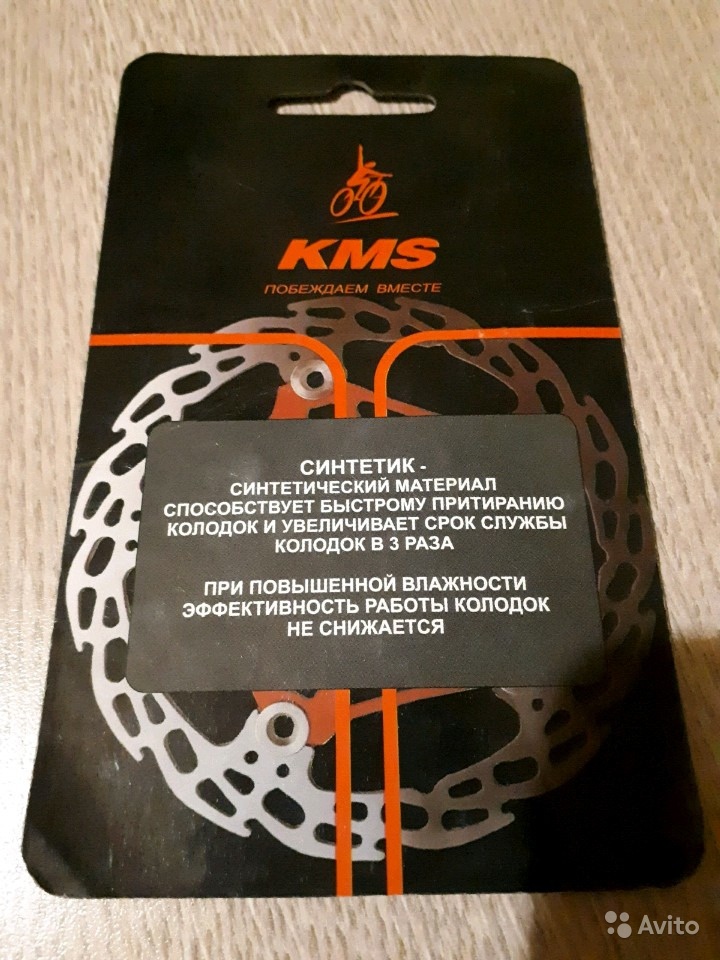 KMS
ПОБЕЖДАЕМ ВМЕСТЕ
СИНТЕТИК -
СИНТЕТИЧЕСКИЙ МАТЕРИАЛ
СПОСОБСТВУЕТ БЫСТРОМУ ПРИТИРАНИЮ
КОЛОДОК И УВЕЛИЧИВАЕТ СРОК СЛУЖБЫ
КОЛОДОК В 3 РАЗА
ПРИ ПОВЫШЕННОЙ ВЛАЖНОСТИ
ЭФФЕКТИВНОСТЬ РАБОТЫ КОЛОДОК
НЕ СНИЖАЕТСЯ
Avito